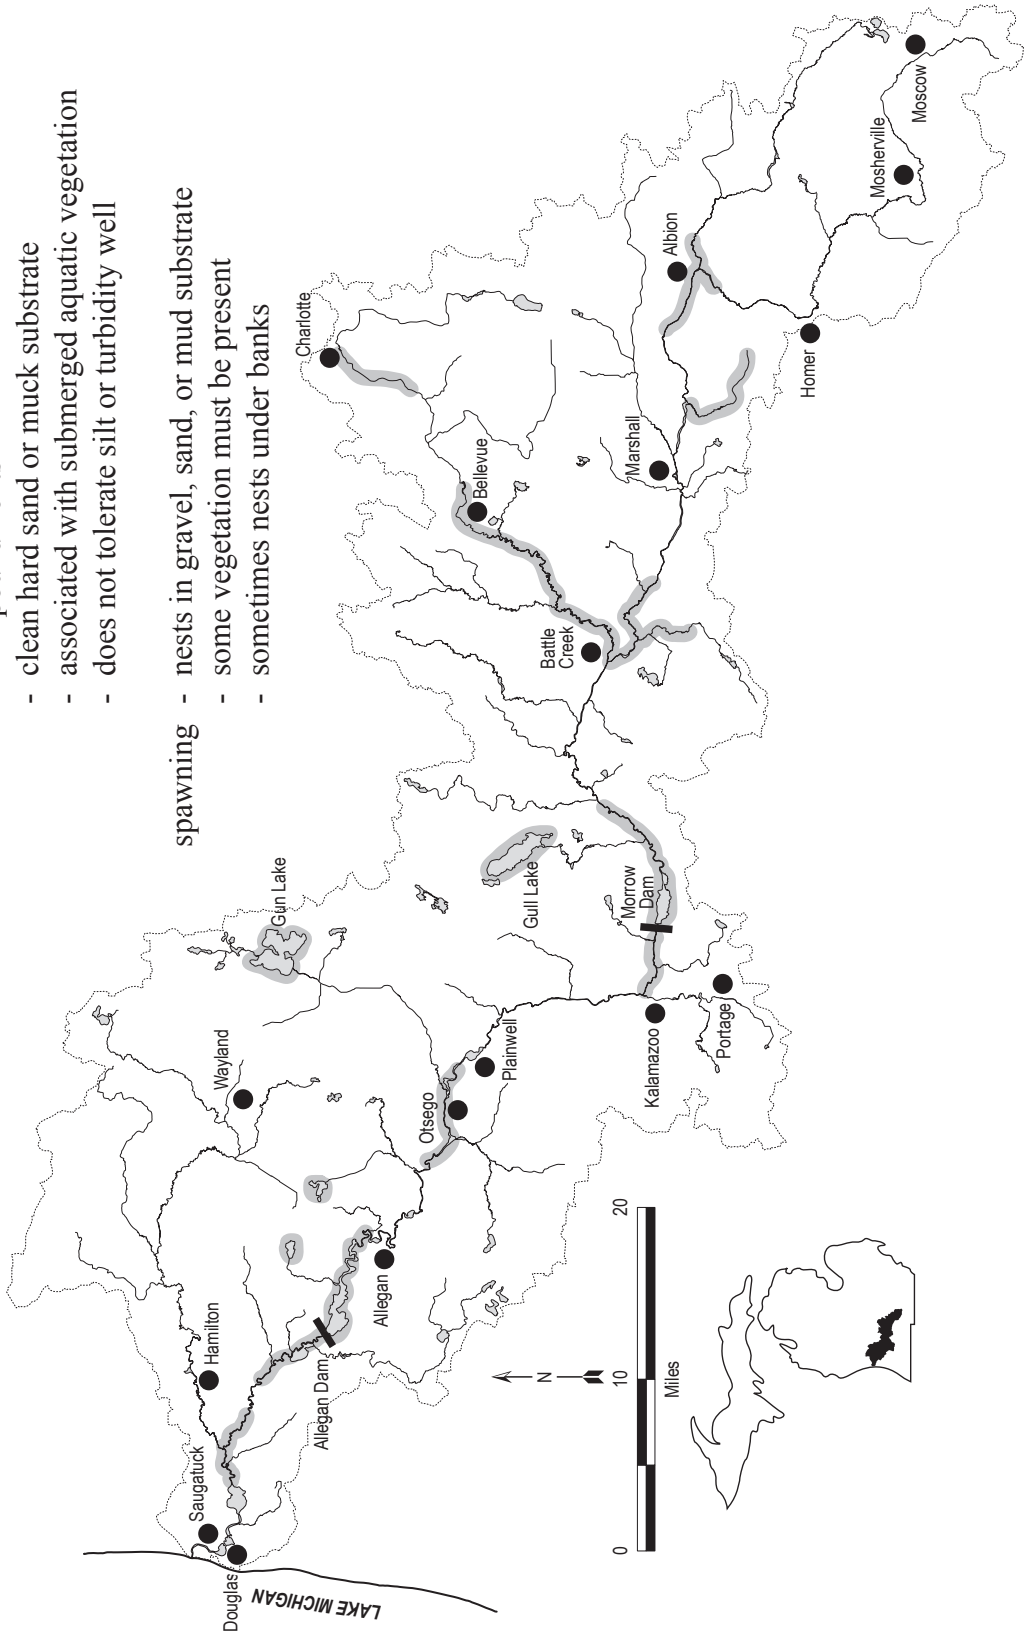 - clean hard sand or muck substrate
- associated with submerged aquatic vegetation
- does not tolerate silt or turbidity well
spawning - nests in gravel, sand, or mud substrate
- some vegetation must be present
- sometimes nests under banks
Saugatuck
Douglas
LAKE MICHIGAN
Hamilton
Allegan Dam
Allegan
Wayland
Otsego
Plainwell
Gun Lake
Gull Lake
Kalamazoo
Portage
Morrow
Dam
Battle
Creek
Bellevue
Charlotte
Marshall
Albion
Homer
Mosherville
Moscow
N
0
10
20
Miles